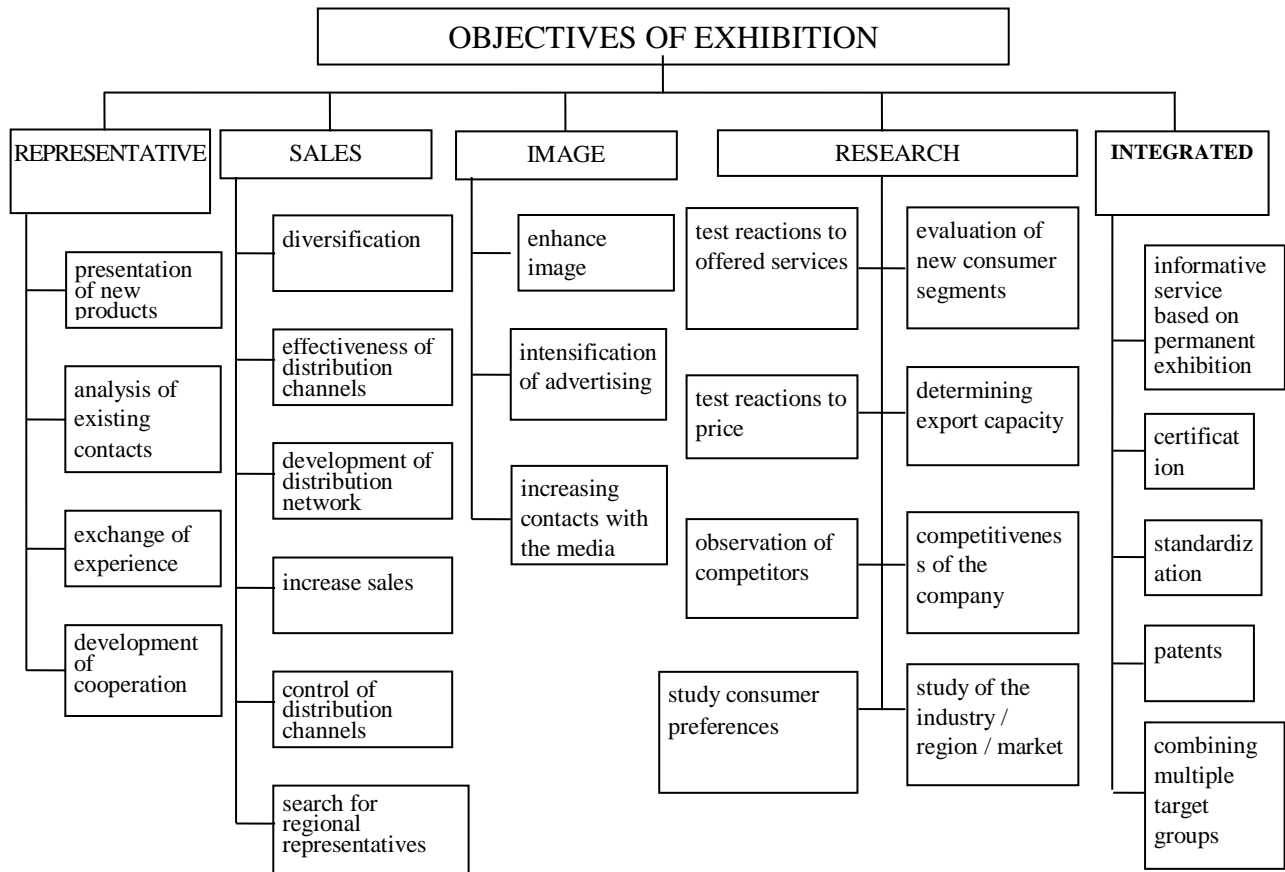 OBJECTIVES OF EXHIBITION
REPRESENTATIVE
presentation
of new
products
analysis of
existing
contacts
exchange of
experience
development
of
cooperation
SALES
diversification
effectiveness of
distribution
channels
development of
distribution
network
increase sales
control of
distribution
channels
search for
regional
representatives
IMAGE
enhance
image
intensification
of advertising
increasing
contacts with
the media
RESEARCH
test reactions to
offered services
evaluation of
new consumer
segments
test reactions to
price
determining
export capacity
observation of
competitors
competitivenes
s of the
company
study consumer
preferences
study of the
industry /
region / market
INTEGRATED
informative
service
based on
permanent
exhibition
certificat
ion
standardiz
ation
patents
combining
multiple
target
groups